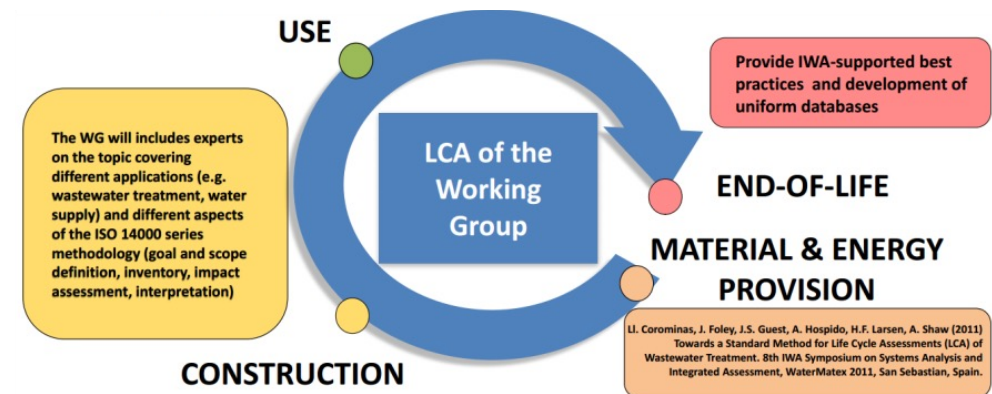 USE
Provide IWA-supported best
practices and development of
uniform databases
The WG will includes experts
on the topic covering
different applications (e.g.
wastewater treatment, water
supply) and different aspects
of the ISO 14000 series
methodology (goal and scope
definition, inventory, impact
assessment, interpretation)
LCA of the
Working
Group
END-OF-LIFE
MATERIAL & ENERGY
PROVISION
Ll. Corominas, J. Foley, J.S. Guest, A. Hospido, H.F. Larsen, A. Shaw (2011)
Towards a Standard Method for Life Cycle Assessments (LCA) of
Wastewater Treatment. 8th IWA Symposium on Systems Analysis and
Integrated Assessment, WaterMatex 2011, San Sebastian, Spain.
CONSTRUCTION